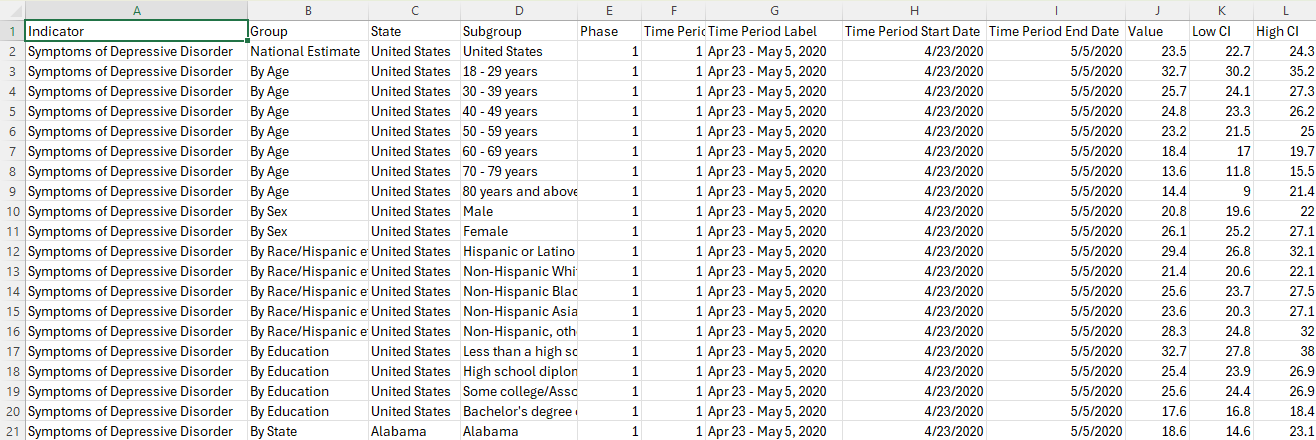 A B C D E F G H I J K L
1 Indicator Group State Subgroup Phase Time Peri Time Period Label Time Period Start Date Time Period End Date Value Low CI High CI
2 Symptoms of Depressive Disorder National Estimate United States United States 1 1 Apr 23 - May 5, 2020 4/23/2020 5/5/2020 23.5 22.7 24.3
3 Symptoms of Depressive Disorder By Age United States 18 - 29 years 1 1 Apr 23 - May 5, 2020 4/23/2020 5/5/2020 32.7 30.2 35.2
4 Symptoms of Depressive Disorder By Age United States 30 - 39 years 1 1 Apr 23 - May 5, 2020 4/23/2020 5/5/2020 25.7 24.1 27.3
5 Symptoms of Depressive Disorder By Age United States 40 - 49 years 1 1 Apr 23 - May 5, 2020 4/23/2020 5/5/2020 24.8 23.3 26.2
6 Symptoms of Depressive Disorder By Age United States 50 - 59 years 1 1 Apr 23 - May 5, 2020 4/23/2020 5/5/2020 23.2 21.5 25
7 Symptoms of Depressive Disorder By Age United States 60 - 69 years 1 1 Apr 23 - May 5, 2020 4/23/2020 5/5/2020 18.4 17 19.7
8 Symptoms of Depressive Disorder By Age United States 70 - 79 years 1 1 Apr 23 - May 5, 2020 4/23/2020 5/5/2020 13.6 11.8 15.5
9 Symptoms of Depressive Disorder By Age United States 80 years and above 1 1 Apr 23 - May 5, 2020 4/23/2020 5/5/2020 14.4 9 21.4
10 Symptoms of Depressive Disorder By Sex United States Male 1 1 Apr 23 - May 5, 2020 4/23/2020 5/5/2020 20.8 19.6 22
11 Symptoms of Depressive Disorder By Sex United States Female 1 1 Apr 23 - May 5, 2020 4/23/2020 5/5/2020 26.1 25.2 27.1
12 Symptoms of Depressive Disorder By Race/Hispanic e United States Hispanic or Latino 1 1 Apr 23 - May 5, 2020 4/23/2020 5/5/2020 29.4 26.8 32.1
13 Symptoms of Depressive Disorder By Race/Hispanic e United States Non-Hispanic Whi 1 1 Apr 23 - May 5, 2020 4/23/2020 5/5/2020 21.4 20.6 22.1
14 Symptoms of Depressive Disorder By Race/Hispanic e United States Non-Hispanic Blac 1 1 Apr 23 - May 5, 2020 4/23/2020 5/5/2020 25.6 23.7 27.5
15 Symptoms of Depressive Disorder By Race/Hispanic e United States Non-Hispanic Asia 1 1 Apr 23 - May 5, 2020 4/23/2020 5/5/2020 23.6 20.3 27.1
16 Symptoms of Depressive Disorder By Race/Hispanic e United States Non-Hispanic, oth 1 1 Apr 23 - May 5, 2020 4/23/2020 5/5/2020 28.3 24.8 32
17 Symptoms of Depressive Disorder By Education United States Less than a high sc 1 1 Apr 23 - May 5, 2020 4/23/2020 5/5/2020 32.7 27.8 38
18 Symptoms of Depressive Disorder By Education United States High school diplon 1 1 Apr 23 - May 5, 2020 4/23/2020 5/5/2020 25.4 23.9 26.9
19 Symptoms of Depressive Disorder By Education United States Some college/Asso 1 1 Apr 23 - May 5, 2020 4/23/2020 5/5/2020 25.6 24.4 26.9
20 Symptoms of Depressive Disorder By Education United States Bachelor's degree 1 1 Apr 23 - May 5, 2020 4/23/2020 5/5/2020 17.6 16.8 18.4
21 Symptoms of Depressive Disorder By State Alabama Alabama 1 1 Apr 23 - May 5, 2020 4/23/2020 5/5/2020 18.6 14.6 23.1